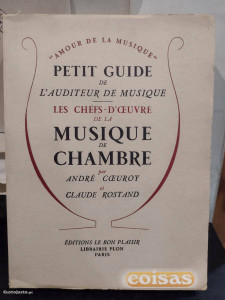 "AMOUR DE LA MUSIQUE"
PETIT GUIDE
DE
L'AUDITEUR DE MUSIQUE
LES CHEFS-D'ŒUVRE
DE LA
MUSIQUE
DE
CHAMBRE
par
ANDRÉ CŒUROY
et
CLAUDE ROSTAND
ÉDITIONS LE BON PLAISIR
LIBRAIRIE PLON
PARIS
coisas